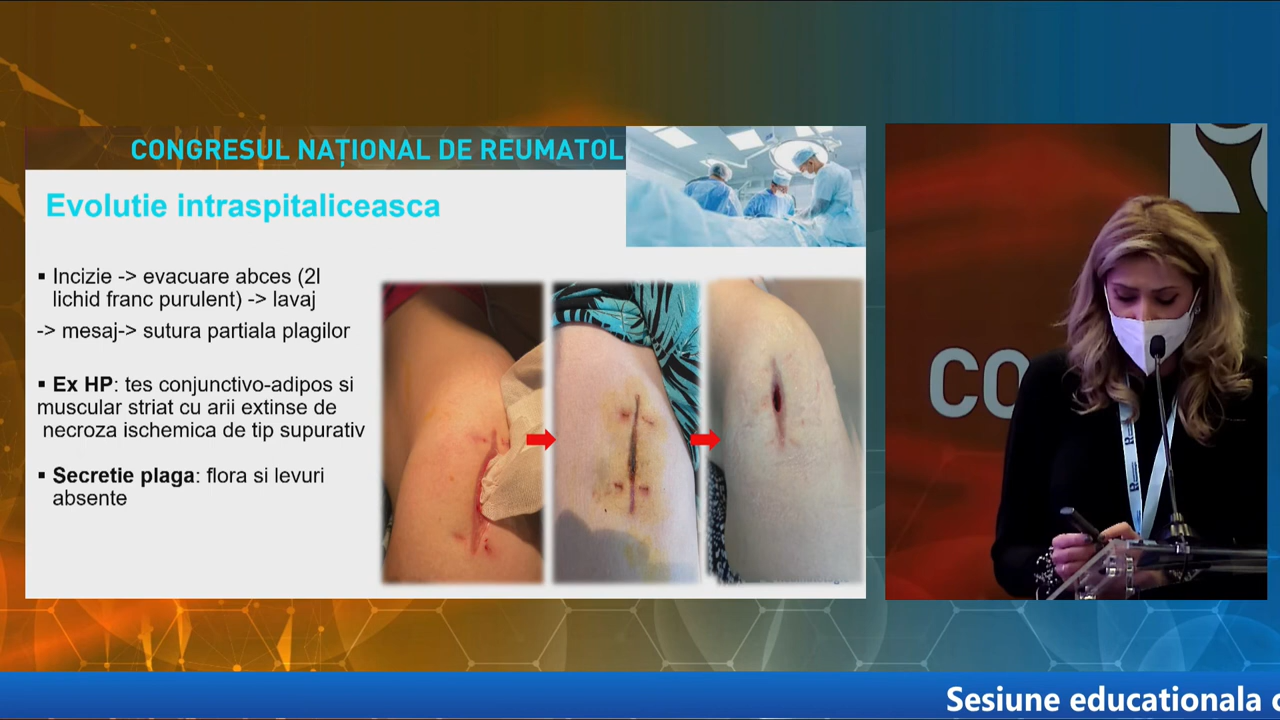 CONGRESUL NAȚIONAL DE REUMATOL
Evolutie intraspitaliceasca
▪ Incizie -> evacuare abces (2l
lichid franc purulent) -> lavaj
-> mesaj-> sutura partiala plagilor
▪ Ex HP: tes conjunctivo-adipos si
muscular striat cu arii extinse de
necroza ischemica de tip supurativ
▪ Secretie plaga: flora si levuri
absente
CO
Sesiune educationala